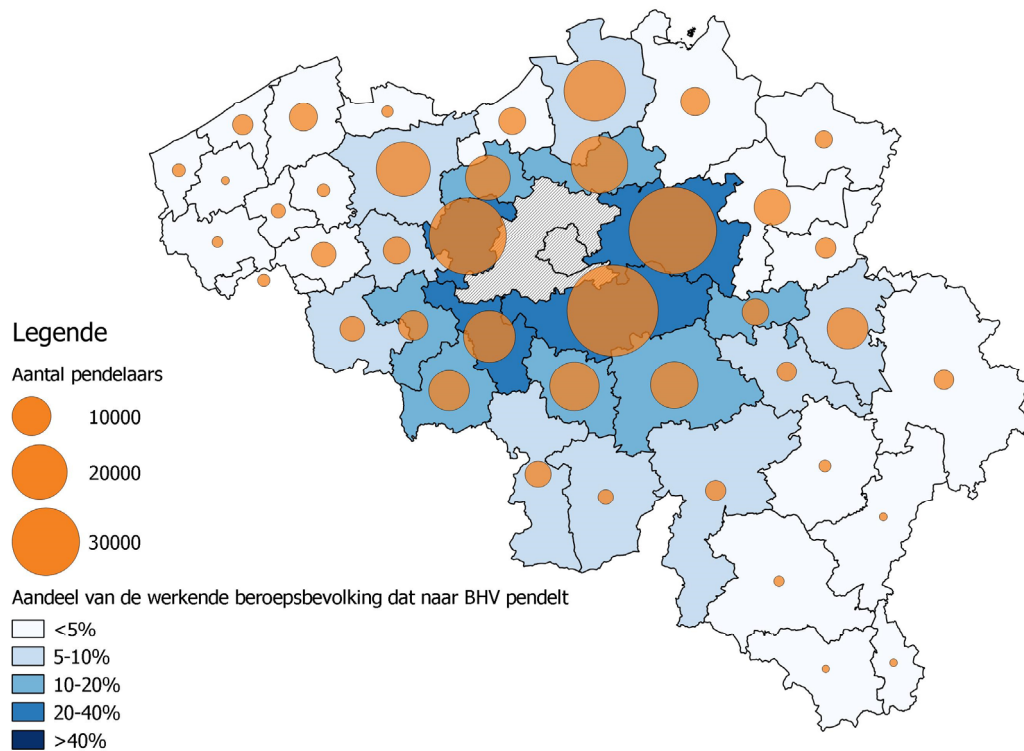 Legende
Aantal pendelaars
10000
20000
30000
Aandeel van de werkende beroepsbevolking dat naar BHV pendelt
<5%
5-10%
10-20%
20-40%
>40%